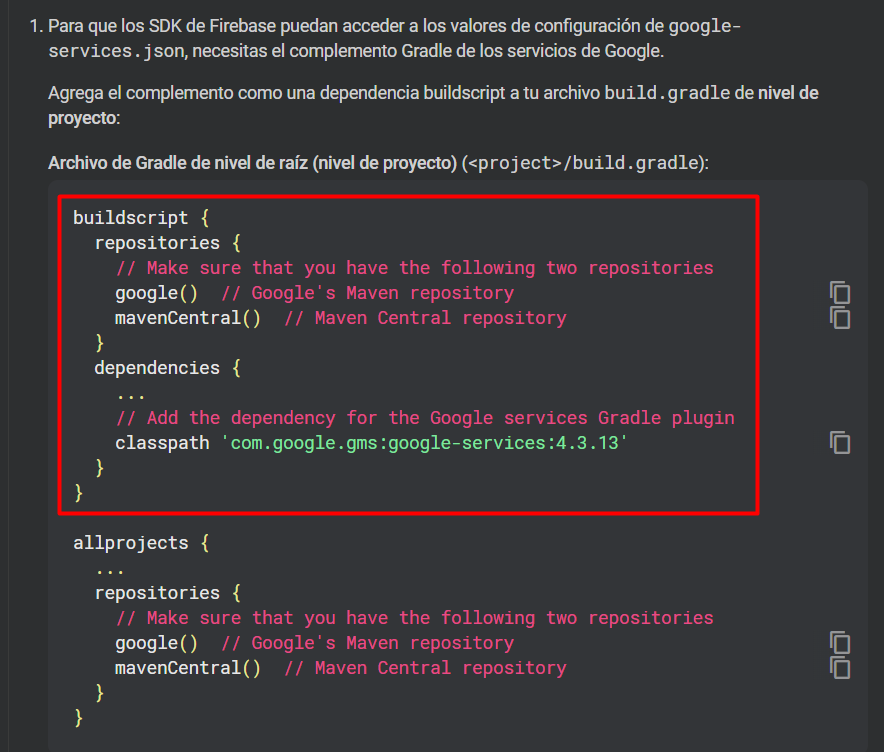 1. Para que los SDK de Firebase puedan acceder a los valores de configuración de google-
services.json, necesitas el complemento Gradle de los servicios de Google.
Agrega el complemento como una dependencia buildscript a tu archivo build.gradle de nivel de
proyecto:
Archivo de Gradle de nivel de raíz (nivel de proyecto) (<project>/build.gradle):
buildscript {
  repositories {
    // Make sure that you have the following two repositories
    google()  // Google's Maven repository
    mavenCentral()  // Maven Central repository
  }
  dependencies {
    ...
    // Add the dependency for the Google services Gradle plugin
    classpath 'com.google.gms:google-services:4.3.13'
  }
}
allprojects {
  ...
  repositories {
    // Make sure that you have the following two repositories
    google()  // Google's Maven repository
    mavenCentral()  // Maven Central repository
  }
}